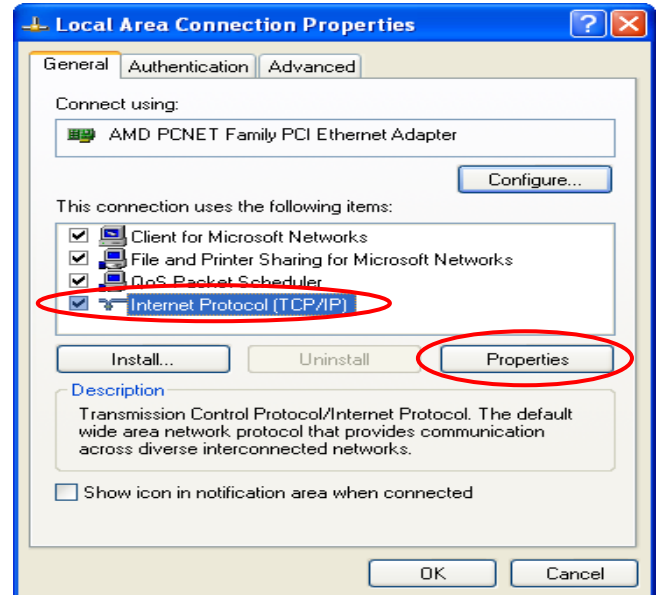 Local Area Connection Properties
General Authentication Advanced
Connect using:
AMD PCNET Family PCI Ethernet Adapter
Configure...
This connection uses the following items:
Client for Microsoft Networks
File and Printer Sharing for Microsoft Networks
QoS Packet Scheduler
Internet Protocol (TCP/IP)
Install... Uninstall Properties
Description
Transmission Control Protocol/Internet Protocol. The default
wide area network protocol that provides communication
across diverse interconnected networks.
Show icon in notification area when connected
OK Cancel